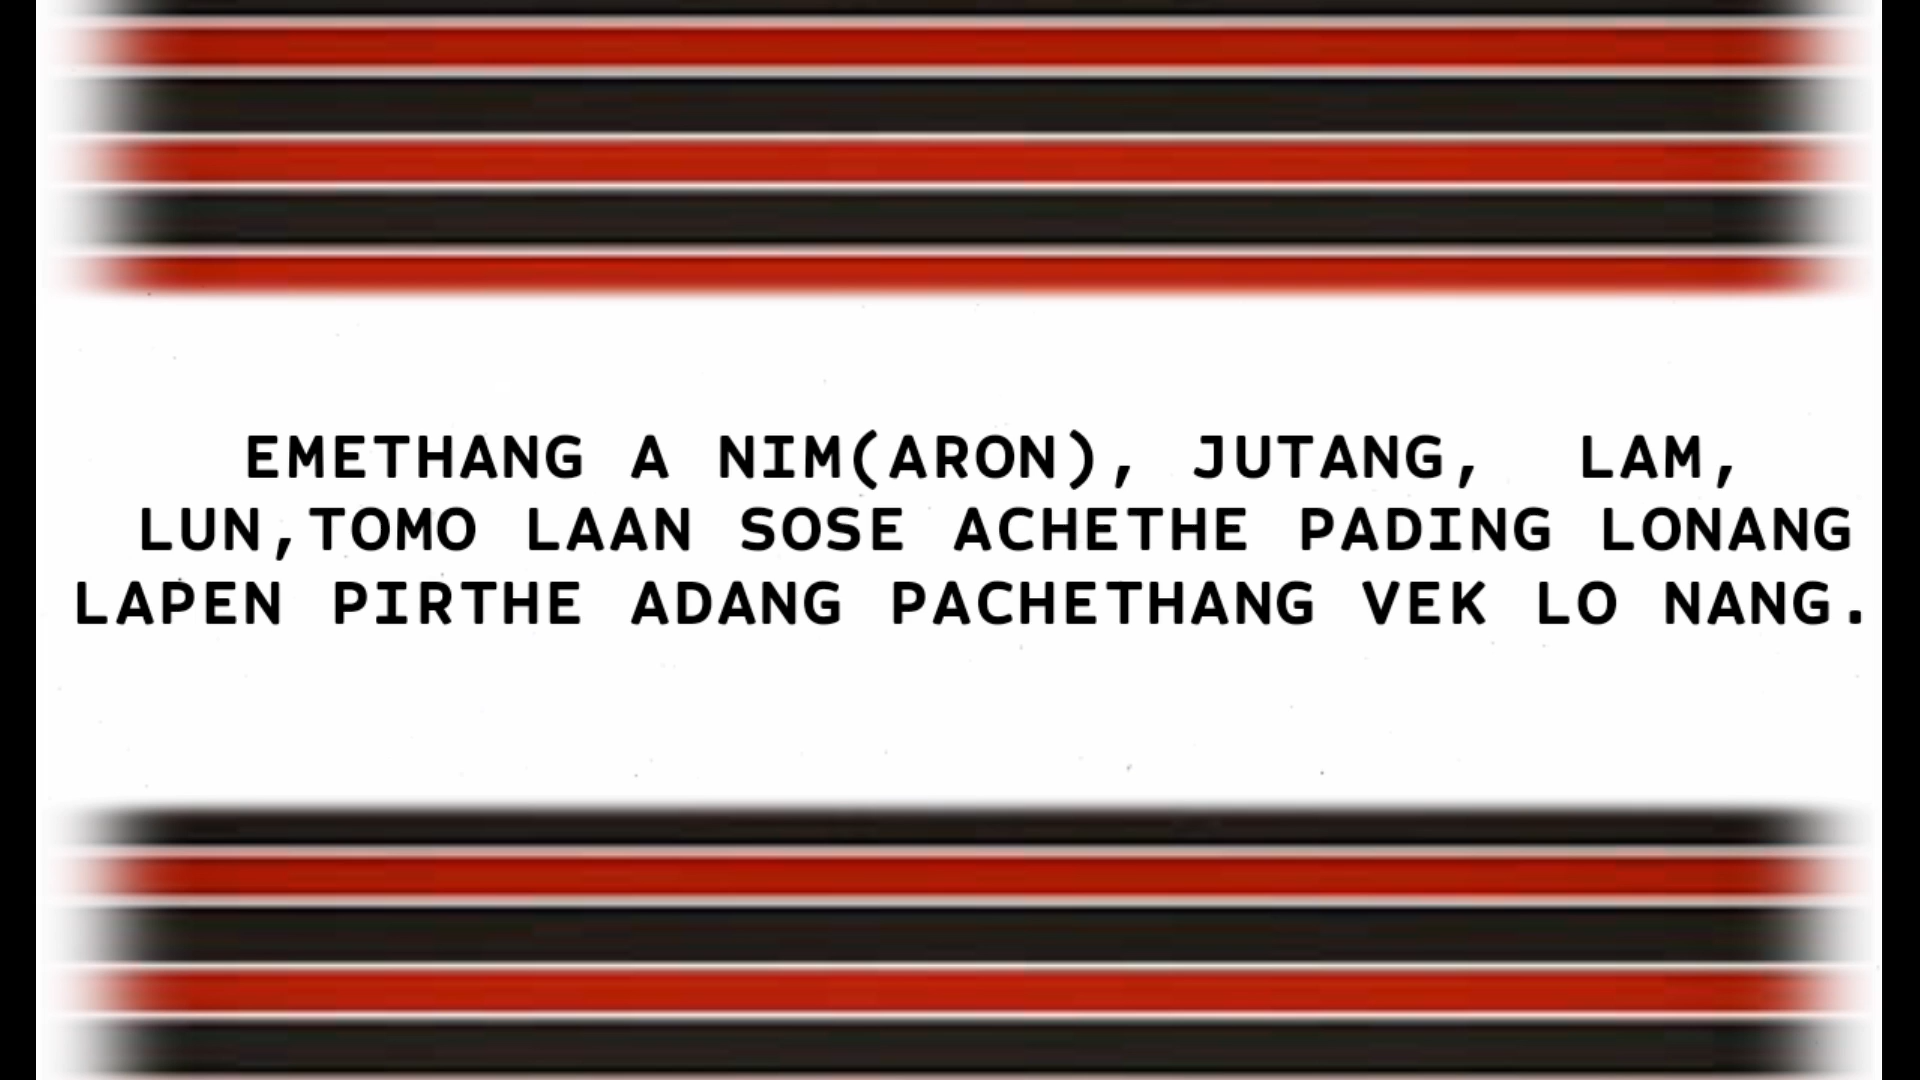 EMETHANG A NIM(ARON), JUTANG, LAM,
LUN,TOMO LAAN SOSE ACHETHE PADING LONANG
LAPEN PIRTHE ADANG PACHETHANG VEK LO NANG.